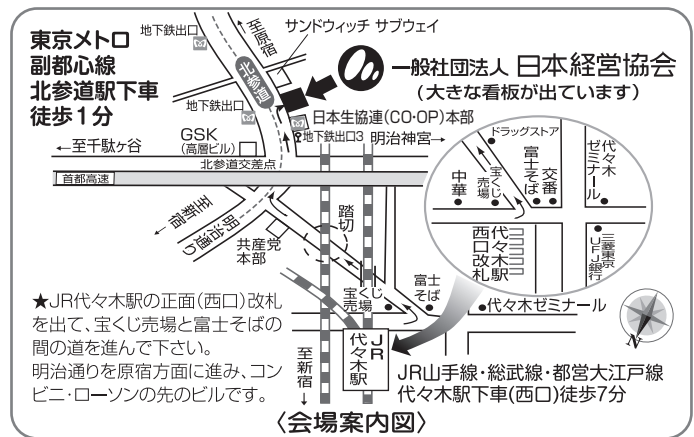 東京メトロ
副都心線
北参道駅下車
徒歩1分
地下鉄出口
至原宿
サンドウィッチ サブウェイ
北参道
一般社団法人 日本経営協会
(大きな看板が出ています)
地下鉄出口
日本生協連(CO・OP)本部
地下鉄出口3
明治神宮→
GSK
(高層ビル)
←至千駄ヶ谷
北参道交差点
首都高速
至新宿
明治通り
共産党
本部
踏切
ドラッグストア
中華
宝くじ
売場
富士そば
交番
代々木
ゼミナール
代々木駅
西口改札
三菱東京
UFJ銀行
宝くじ
売場
富士
そば
代々木ゼミナール
★JR代々木駅の正面(西口)改札
を出て、宝くじ売場と富士そばの
間の道を進んで下さい。
明治通りを原宿方面に進み、コン
ビニ・ローソンの先のビルです。
至新宿
JR
代々木駅
N
JR山手線・総武線・都営大江戸線
代々木駅下車(西口)徒歩7分
〈会場案内図〉